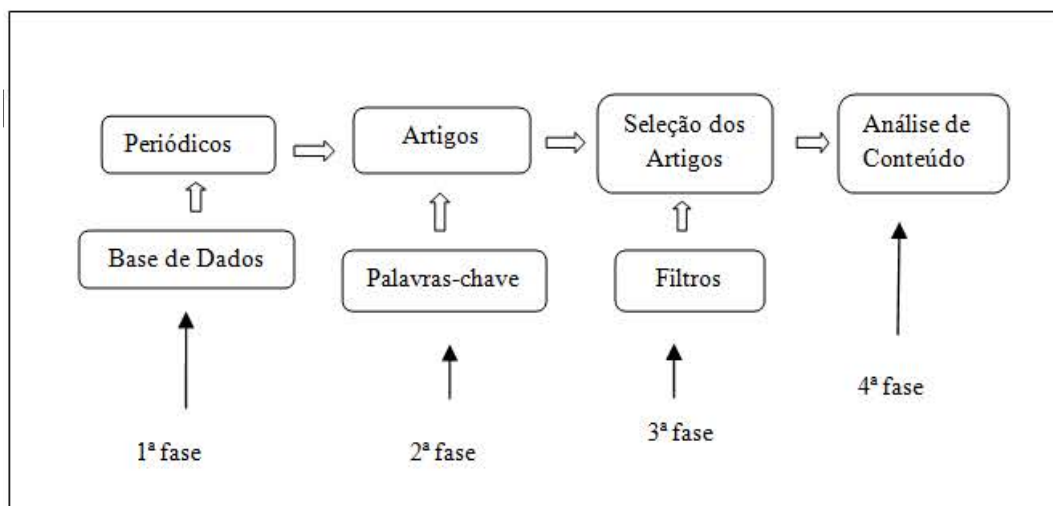 Periódicos
Artigos
Seleção dos
Artigos
Análise de
Conteúdo
Base de Dados
Palavras-chave
Filtros
1ª fase
2ª fase
3ª fase
4ª fase